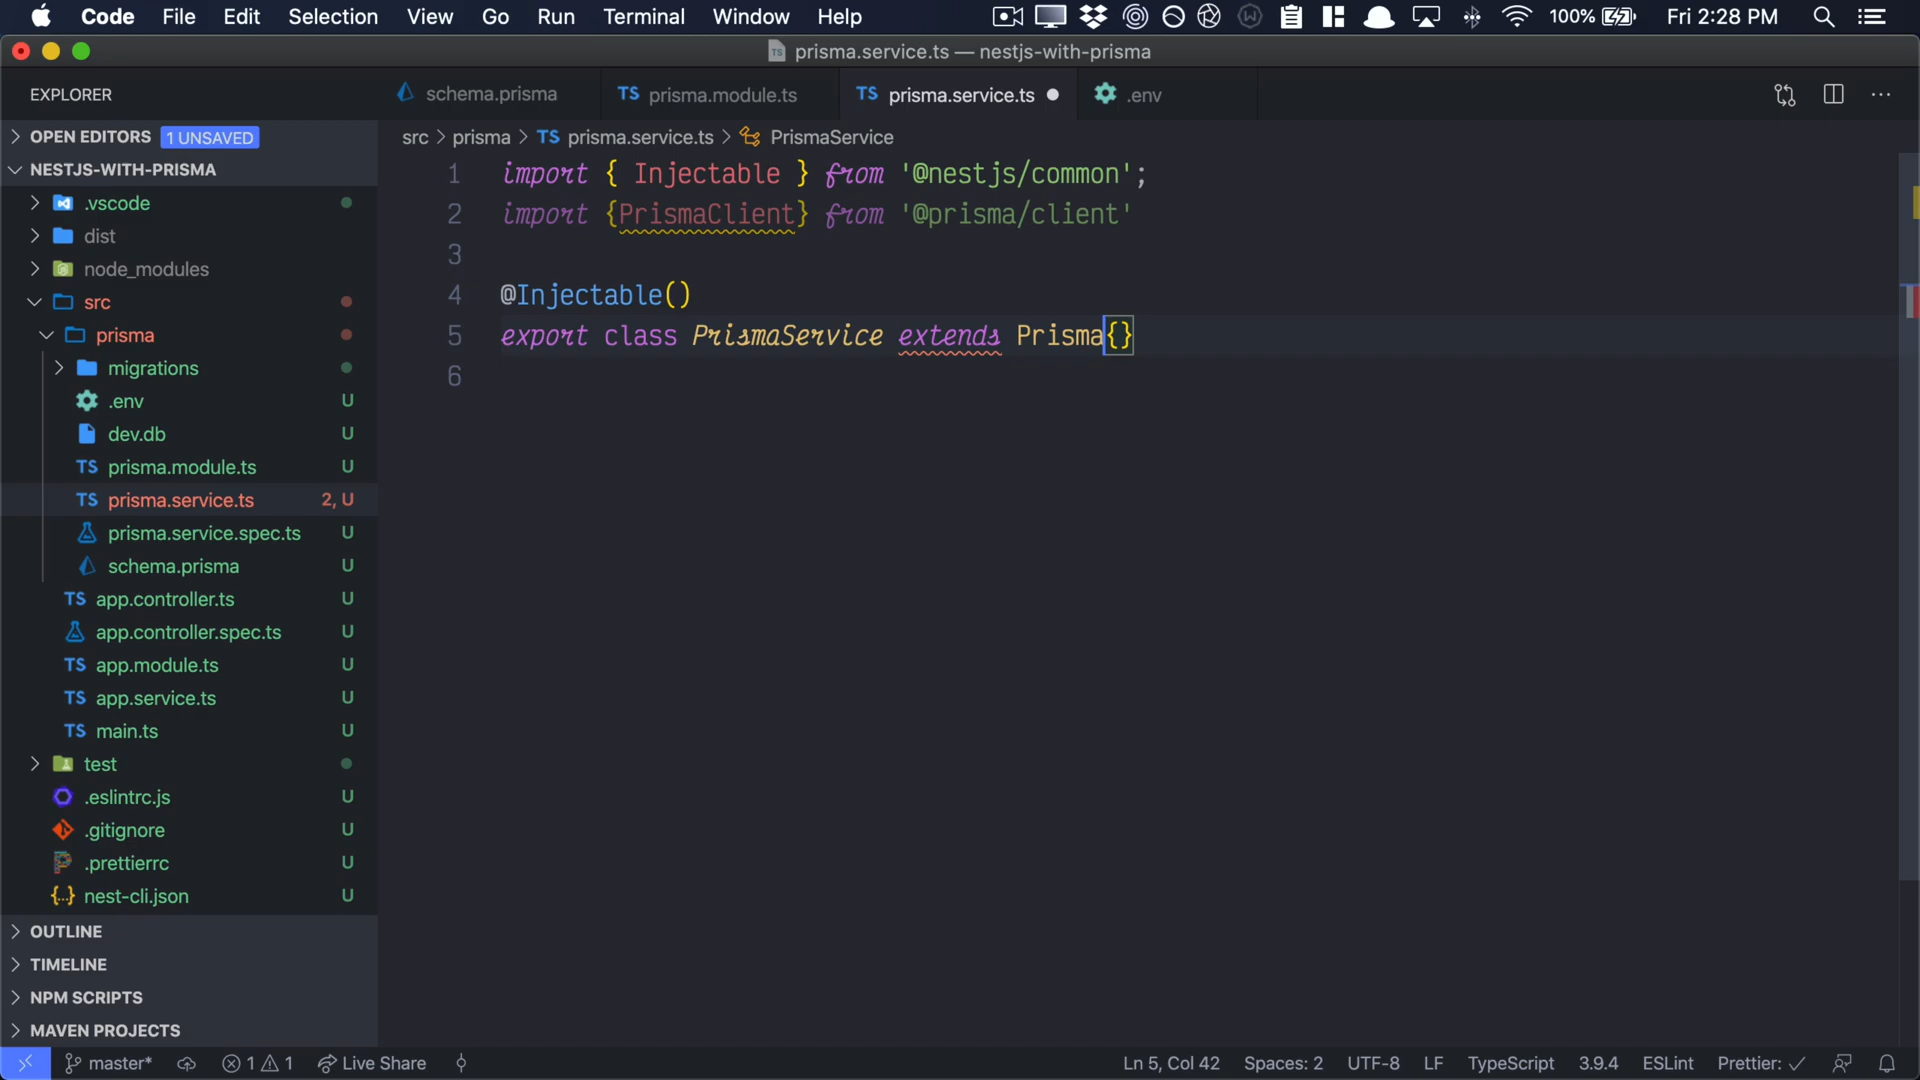 Code File Edit Selection View Go Run Terminal Window Help 100% Fri 2:28 PM
prisma.service.ts — nestjs-with-prisma
EXPLORER
schema.prisma
TS prisma.module.ts
TS prisma.service.ts
.env
OPEN EDITORS 1 UNSAVED
src > prisma > TS prisma.service.ts > PrismaService
NESTJS-WITH-PRISMA
.vscode
dist
node_modules
src
prisma
migrations
.env U
dev.db U
TS prisma.module.ts U
TS prisma.service.ts 2, U
prisma.service.spec.ts U
schema.prisma U
TS app.controller.ts U
app.controller.spec.ts U
TS app.module.ts U
TS app.service.ts U
TS main.ts U
test
.eslintrc.js U
.gitignore U
.prettierrc U
nest-cli.json U
OUTLINE
TIMELINE
NPM SCRIPTS
MAVEN PROJECTS
1 import { Injectable } from '@nestjs/common';
2 import {PrismaClient} from '@prisma/client'
3
4 @Injectable()
5 export class PrismaService extends Prisma{}
6
master* 1 1 Live Share Ln 5, Col 42 Spaces: 2 UTF-8 LF TypeScript 3.9.4 ESLint Prettier: ✓